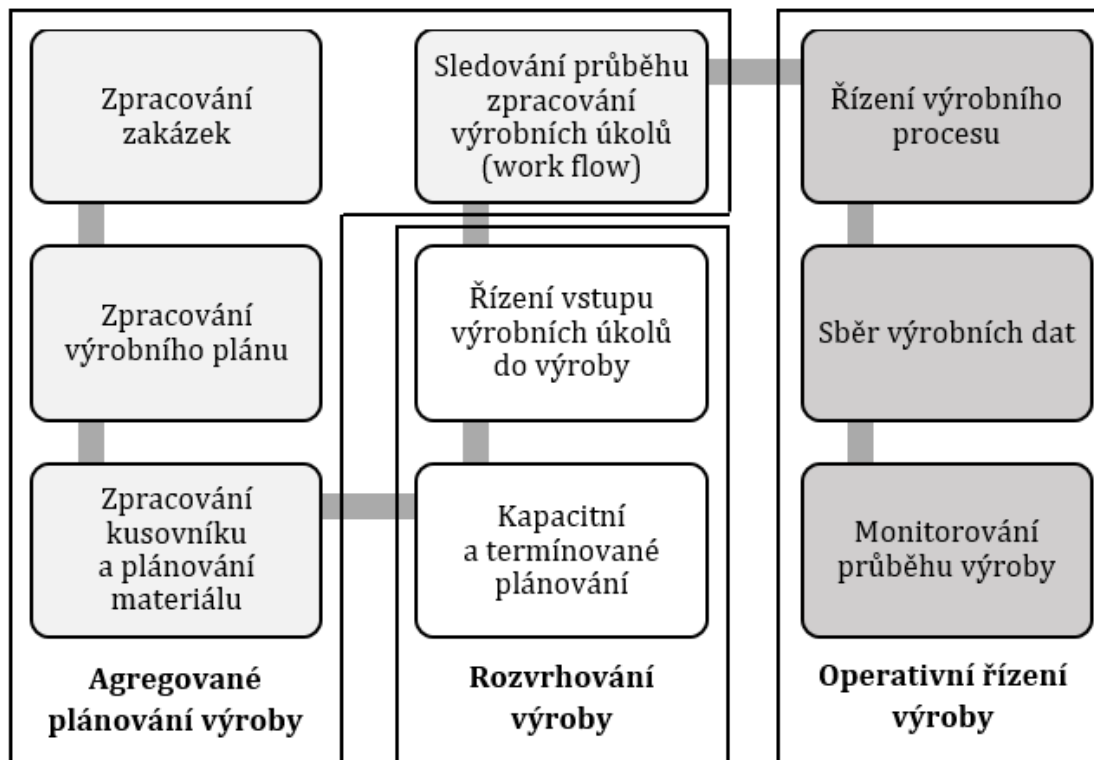 Zpracování
zakázek
Zpracování
výrobního plánu
Zpracování
kusovníku
a plánování
materiálu
Agregované
plánování výroby
Sledování průběhu
zpracování
výrobních úkolů
(work flow)
Řízení vstupu
výrobních úkolů
do výroby
Kapacitní
a termínované
plánování
Rozvrhování
výroby
Řízení výrobního
procesu
Sběr výrobních dat
Monitorování
průběhu výroby
Operativní řízení
výroby